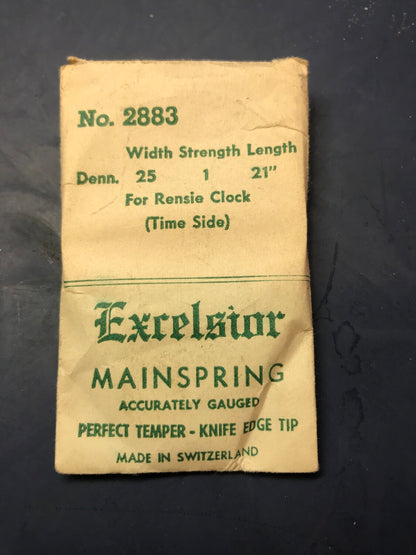 No. 2883
Width Strength Length
Denn. 25 1 21"
For Rensie Clock
(Time Side)
Excelsior
MAINSPRING
ACCURATELY GAUGED
PERFECT TEMPER - KNIFE EDGE TIP
MADE IN SWITZERLAND